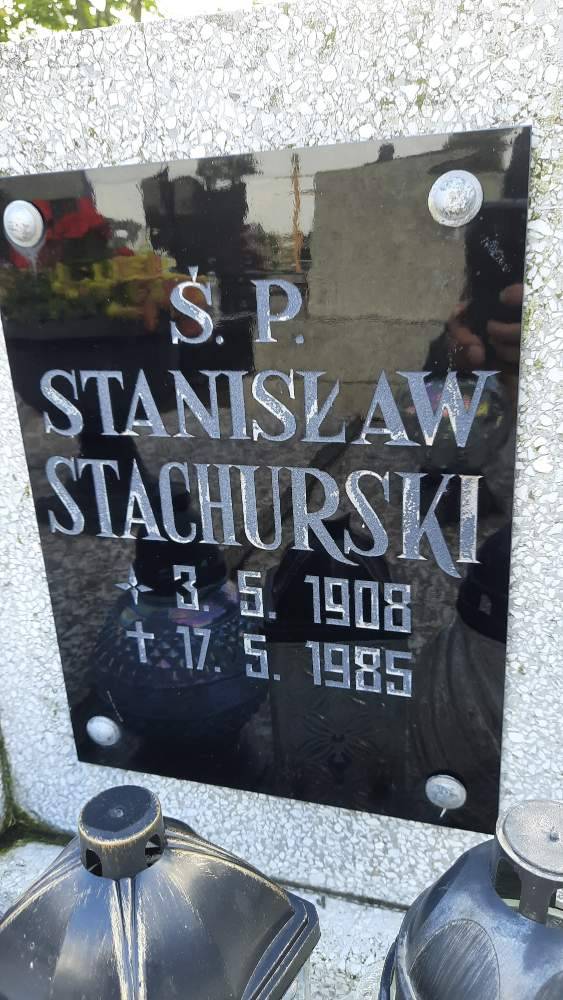 Ś. P.
STANISŁAW
STACHURSKI
3. 5. 1908
† 17. 5. 1985